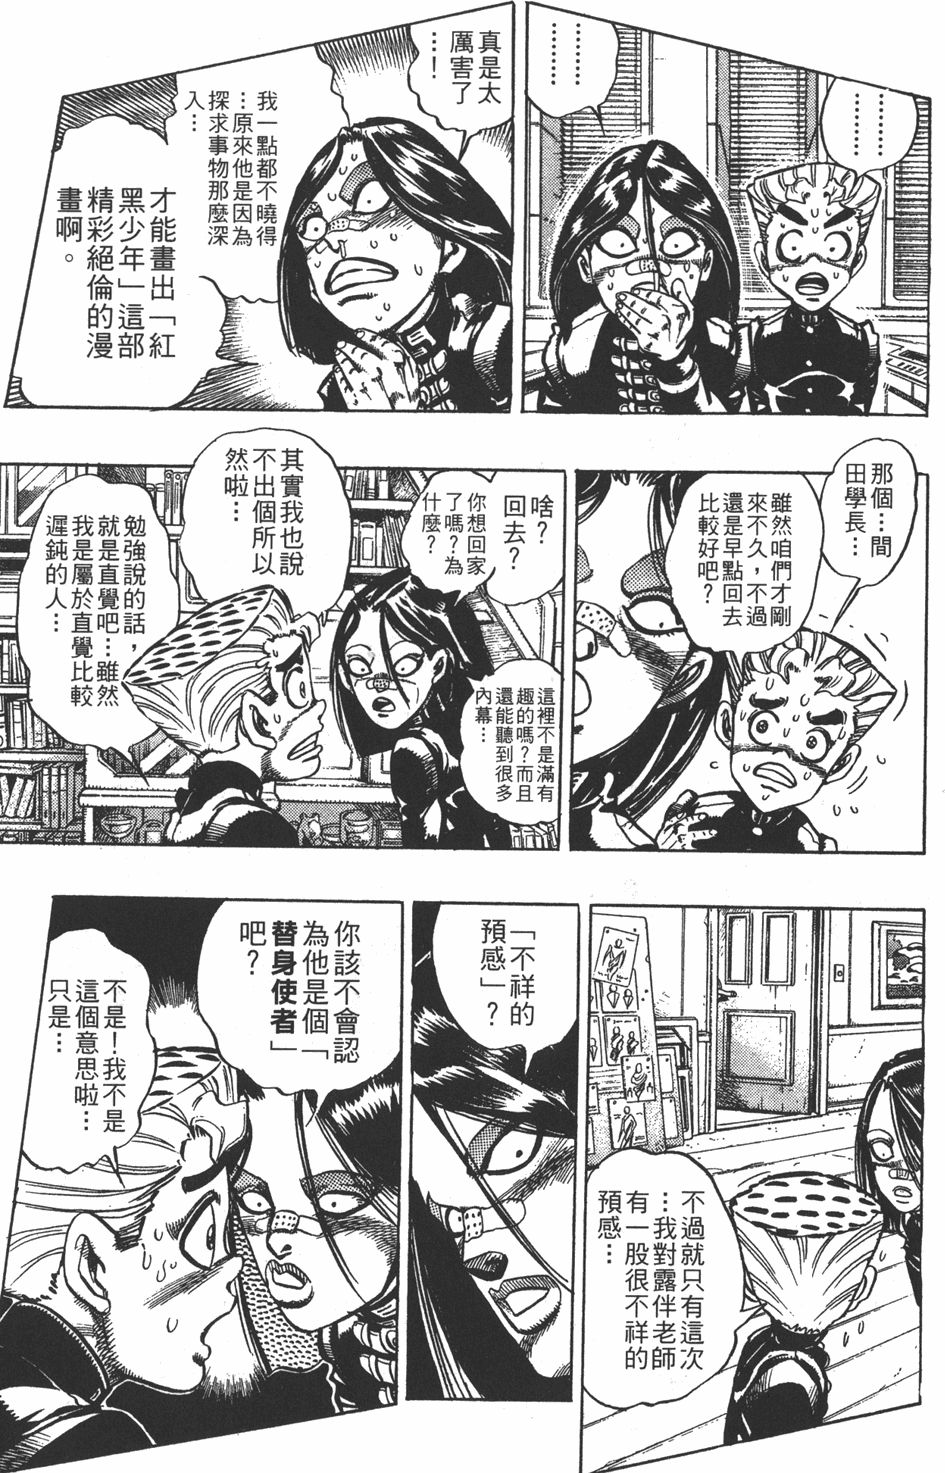 ………
………
真是太
厲害了
…！
我一點都不曉得
…原來他是因為
探求事物那麼深
入…
才能畫出「紅
黑少年」這部
精彩絕倫的漫
畫啊。
那個…間
田學長…
雖然咱們才剛
來不久，不過
還是早點回去
比較好吧？
啥？
回去？
你想回家
了嗎？為
什麼？
這裡不是滿有
趣的嗎？而且
還能聽到很多
內幕…
其實我也說
不出個所以
然啦…
勉強說的話，
就是直覺吧…雖然
我是屬於直覺比較
遲鈍的人…
不過就只有這次
…我對露伴老師
有一股很不祥的
預感…
「不祥的
預感」？
你該不會認
為他是個「
替身使者」
吧？
不是！我不是
這個意思啦…
只是…